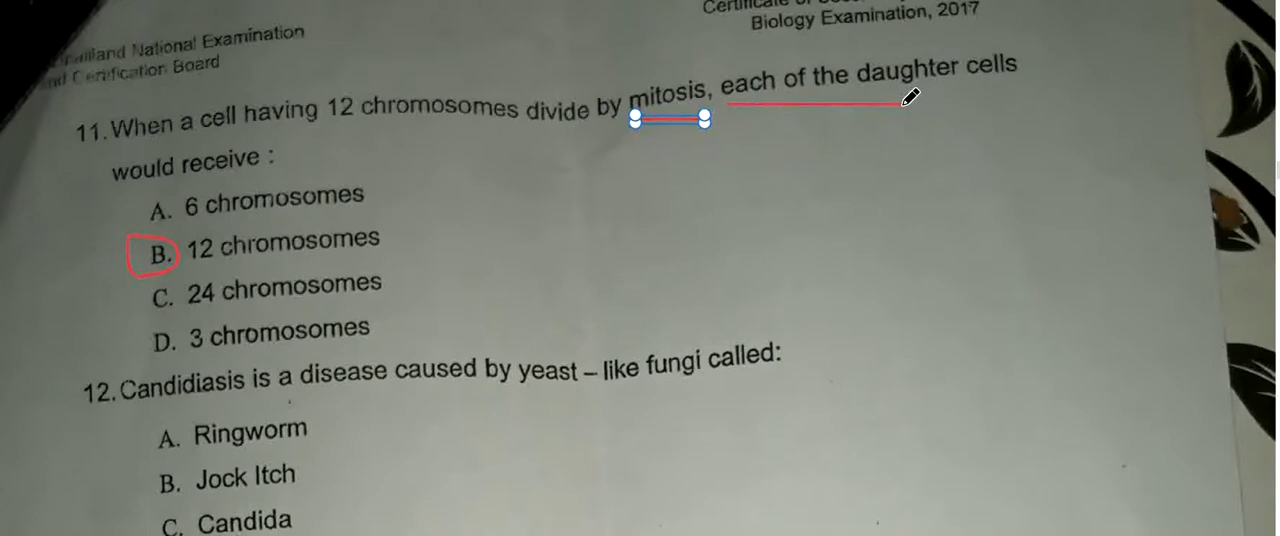 National Examination
Certification Board
Biology Examination, 2017
11. When a cell having 12 chromosomes divide by mitosis, each of the daughter cells
would receive :
A. 6 chromosomes
B. 12 chromosomes
C. 24 chromosomes
D. 3 chromosomes
12. Candidiasis is a disease caused by yeast – like fungi called:
A. Ringworm
B. Jock Itch
C. Candida